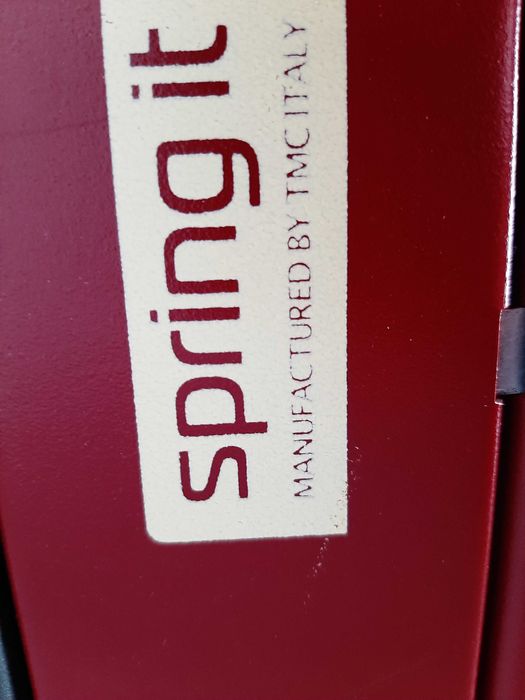 spring it
MANUFACTURED BY TMC ITALY